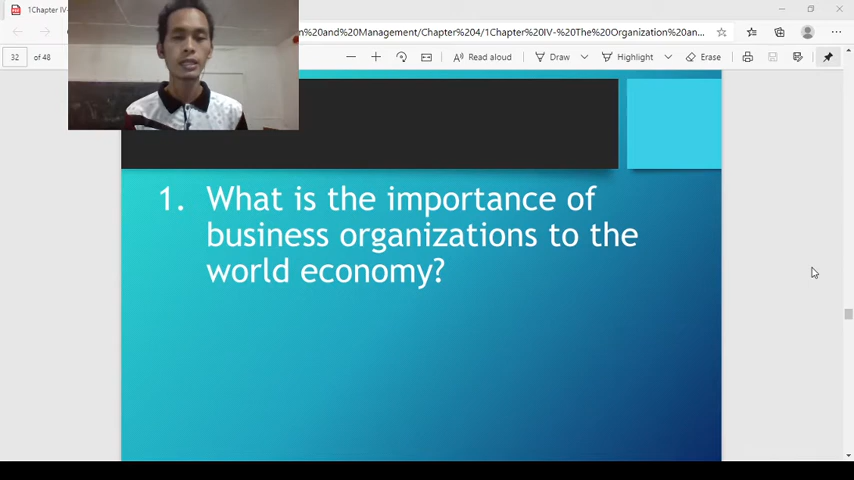 1Chapter IV-
n%20and%20Management/Chapter%204/1Chapter%20IV-%20The%20Organization%20an...
32 of 48
Read aloud
Draw
Highlight
Erase
1. What is the importance of
business organizations to the
world economy?